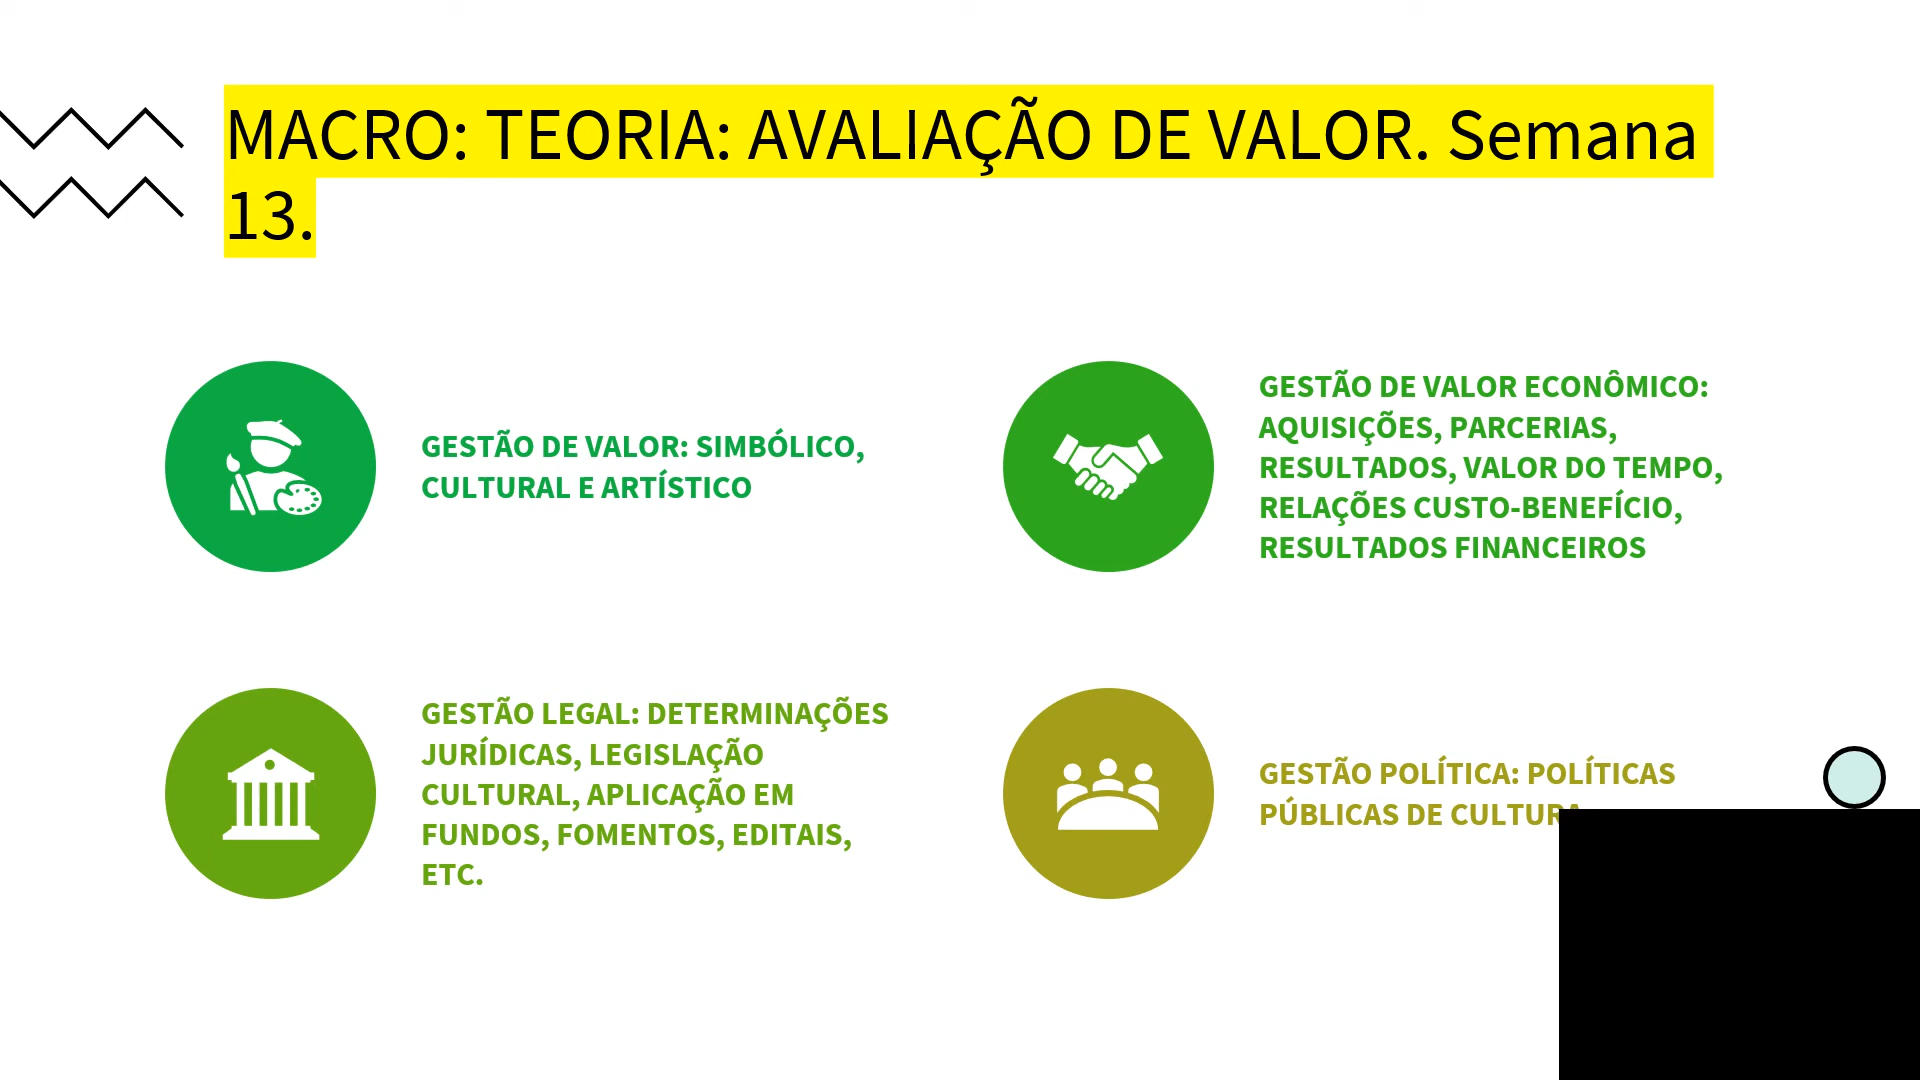 MACRO: TEORIA: AVALIAÇÃO DE VALOR. Semana
13.
GESTÃO DE VALOR: SIMBÓLICO,
CULTURAL E ARTÍSTICO
GESTÃO DE VALOR ECONÔMICO:
AQUISIÇÕES, PARCERIAS,
RESULTADOS, VALOR DO TEMPO,
RELAÇÕES CUSTO-BENEFÍCIO,
RESULTADOS FINANCEIROS
GESTÃO LEGAL: DETERMINAÇÕES
JURÍDICAS, LEGISLAÇÃO
CULTURAL, APLICAÇÃO EM
FUNDOS, FOMENTOS, EDITAIS,
ETC.
GESTÃO POLÍTICA: POLÍTICAS
PÚBLICAS DE CULTURA